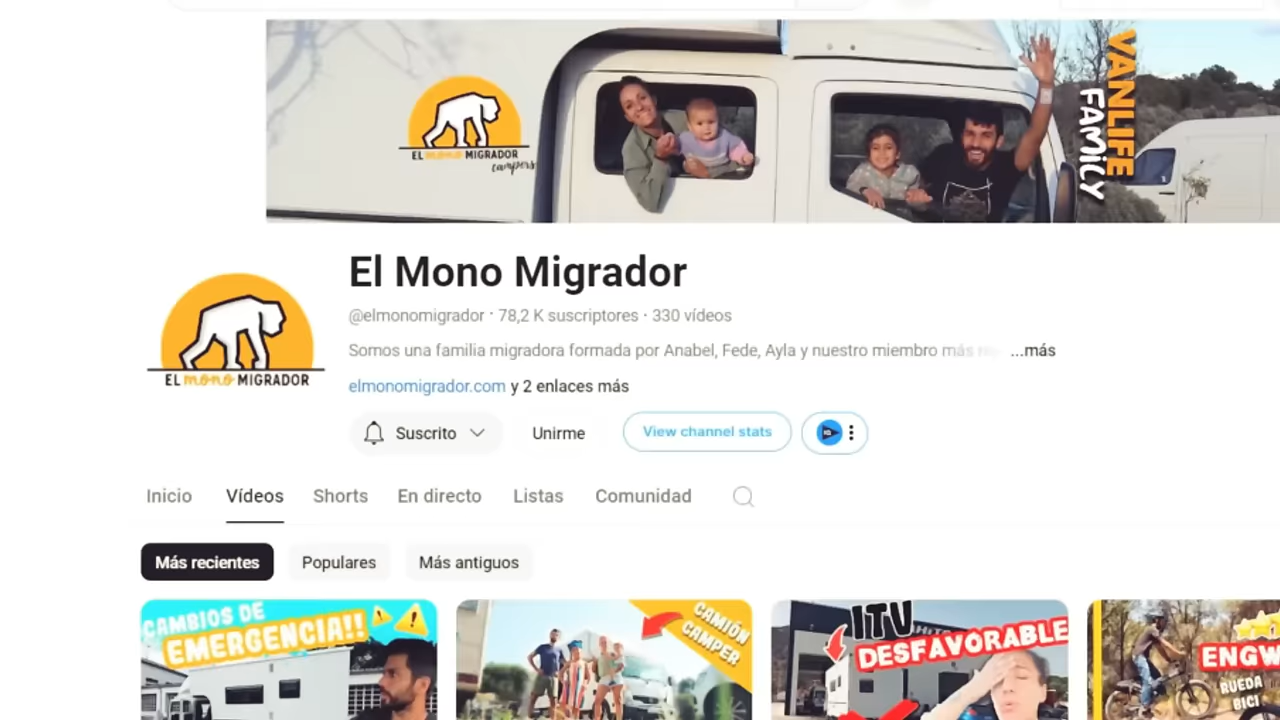 VANLIFE
FAMILY
EL mono MIGRADOR
campers
El Mono Migrador
@elmonomigrador · 78,2 K suscriptores · 330 vídeos
Somos una familia migradora formada por Anabel, Fede, Ayla y nuestro miembro más ...más
elmonomigrador.com y 2 enlaces más
EL mono MIGRADOR
Suscrito
Unirme
View channel stats
Inicio
Vídeos
Shorts
En directo
Listas
Comunidad
Más recientes
Populares
Más antiguos
CAMBIOS DE
EMERGENCIA!!
CAMIÓN
CAMPER
ITV
DESFAVORABLE
ENGW
RUEDA
BICI